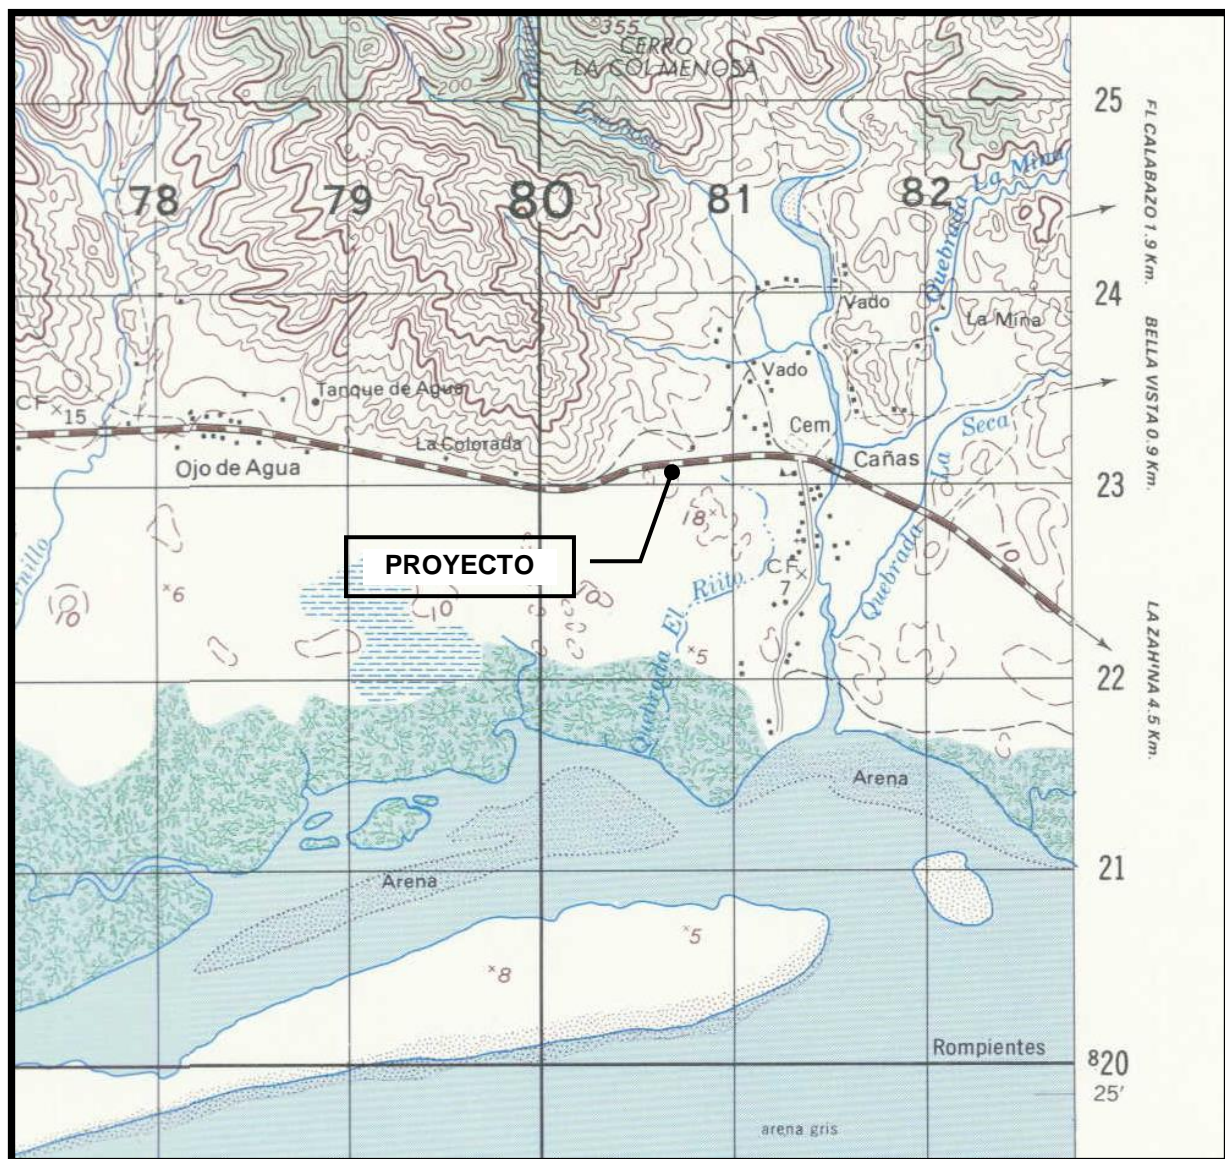 355
CERRO
LA COLMENOSA
200
25
78
79
80
81
82
Quebrada La Mina
EL CALABAZO 1.9 Km.
24
Vado
La Mina
Vado
BELLA VISTA 0.9 Km.
Tanque de Agua
CF 15
Cem
La Colorada
Ojo de Agua
Cañas
Quebrada La Seca
23
18
10
PROYECTO
CF
7
10
6
10
10
Quebrada El Riito
5
22
LA ZAHINA 4.5 Km.
Arena
Arena
21
5
8
Rompientes
820
25'
arena gris